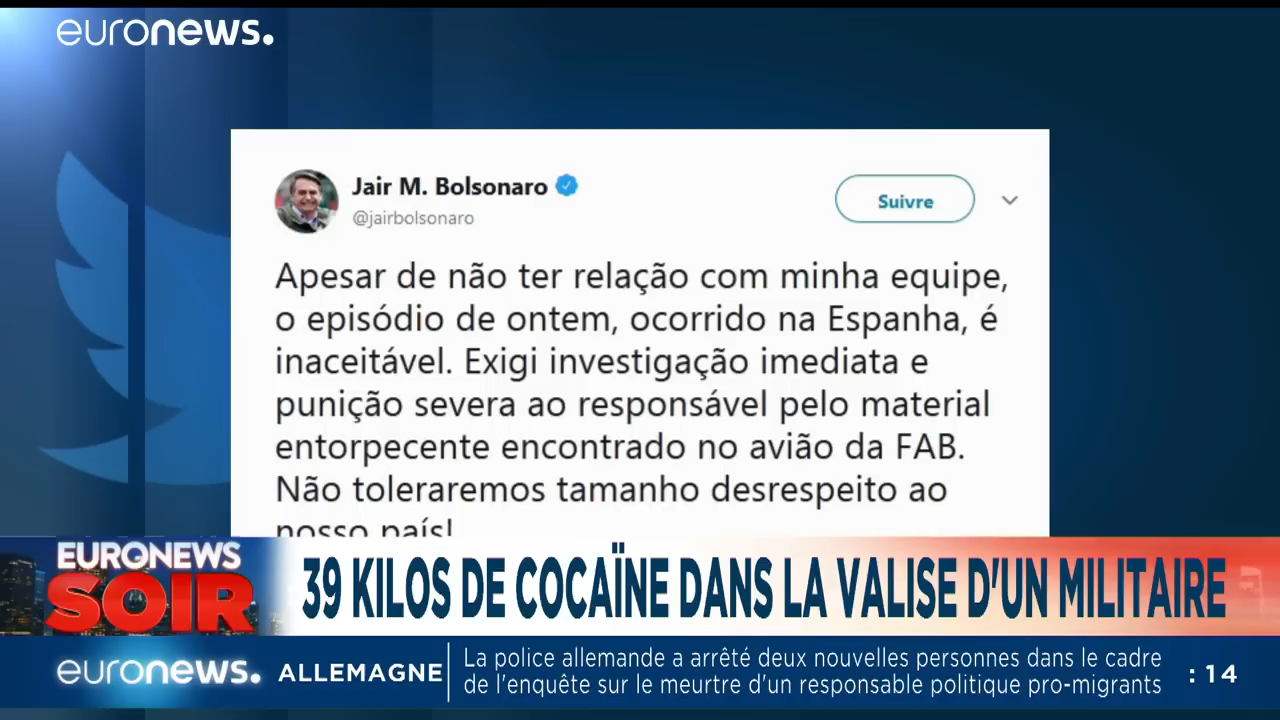 euronews.
Jair M. Bolsonaro
@jairbolsonaro
Suivre
Apesar de não ter relação com minha equipe,
o episódio de ontem, ocorrido na Espanha, é
inaceitável. Exigi investigação imediata e
punição severa ao responsável pelo material
entorpecente encontrado no avião da FAB.
Não toleraremos tamanho desrespeito ao
nosso país!
EURONEWS
SOIR
39 KILOS DE COCAÏNE DANS LA VALISE D'UN MILITAIRE
euronews.
ALLEMAGNE
La police allemande a arrêté deux nouvelles personnes dans le cadre
de l'enquête sur le meurtre d'un responsable politique pro-migrants
:14